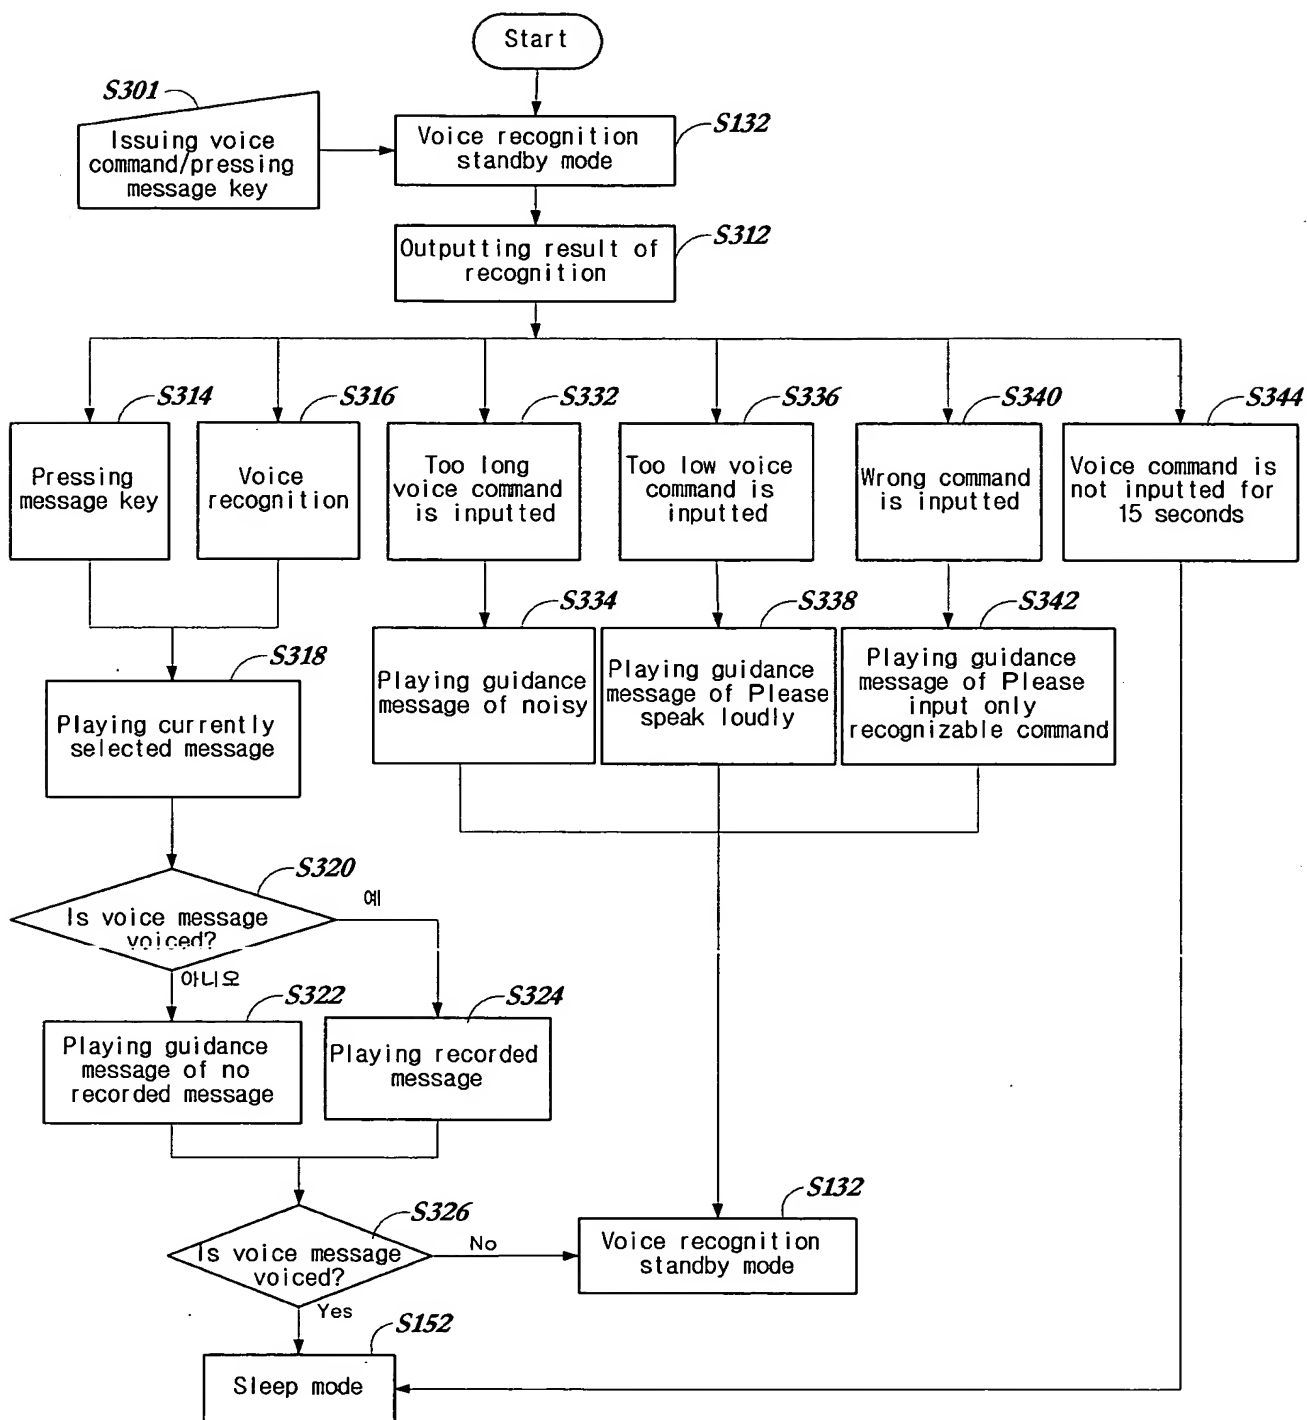 Start
S301
Issuing voice
command/pressing
message key
S132
Voice recognition
standby mode
S312
Outputting result of
recognition
S314
Pressing
message key
S316
Voice
recognition
S332
Too long
voice command
is inputted
S336
Too low voice
command is
inputted
S340
Wrong command
is inputted
S344
Voice command is
not inputted for
15 seconds
S334
Playing guidance
message of noisy
S338
Playing guidance
message of Please
speak loudly
S342
Playing guidance
message of Please
input only
recognizable command
S318
Playing currently
selected message
S320
Is voice message
voiced?
예
아니오
S322
Playing guidance
message of no
recorded message
S324
Playing recorded
message
S326
Is voice message
voiced?
No
Yes
S132
Voice recognition
standby mode
S152
Sleep mode